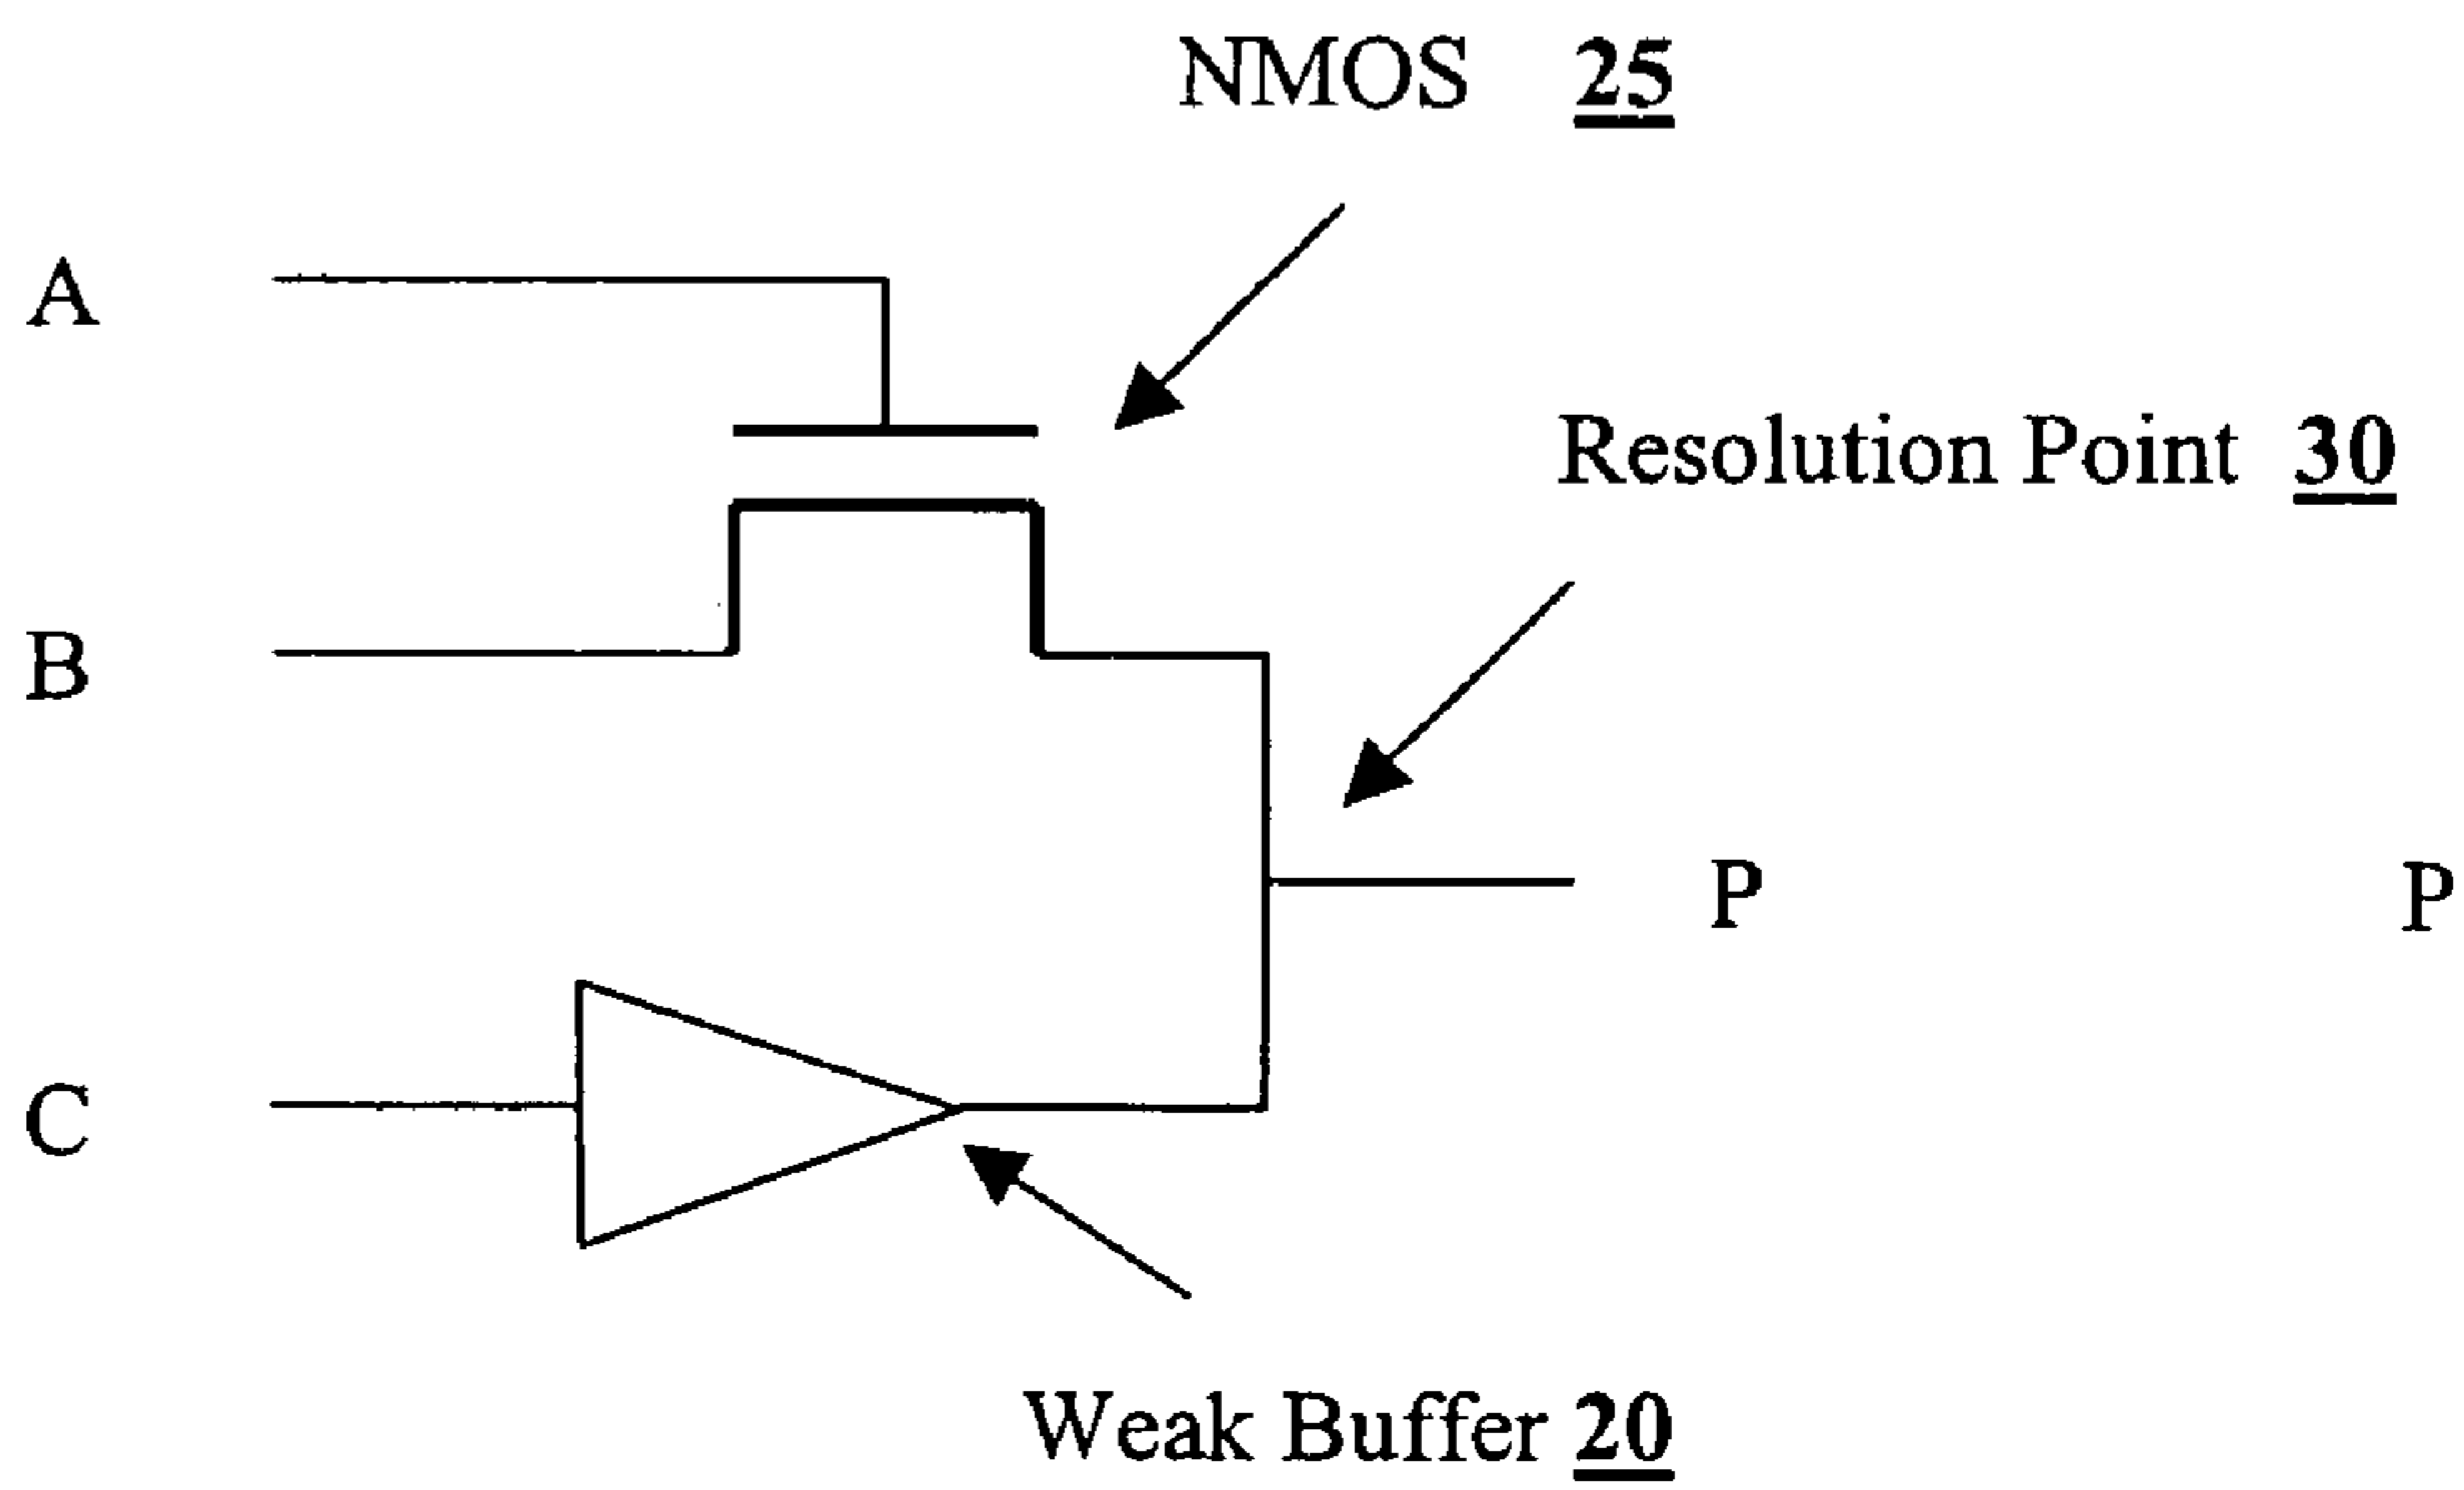 NMOS 25
A
Resolution Point 30
B
P P
C
Weak Buffer 20